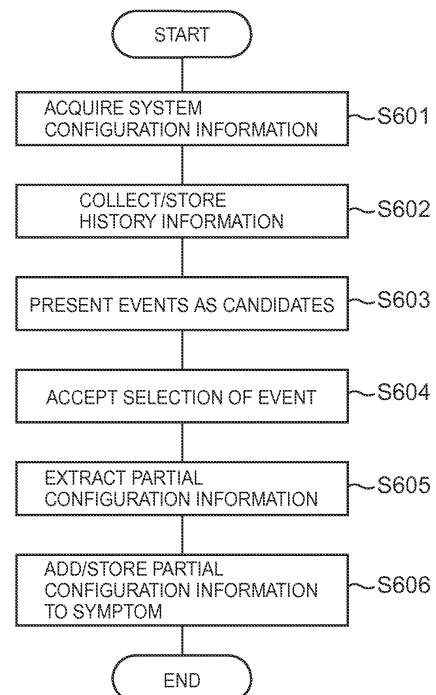 START
ACQUIRE SYSTEM
CONFIGURATION INFORMATION
S601
COLLECT/STORE
HISTORY INFORMATION
S602
PRESENT EVENTS AS CANDIDATES
S603
ACCEPT SELECTION OF EVENT
S604
EXTRACT PARTIAL
CONFIGURATION INFORMATION
S605
ADD/STORE PARTIAL
CONFIGURATION INFORMATION
TO SYMPTOM
S606
END